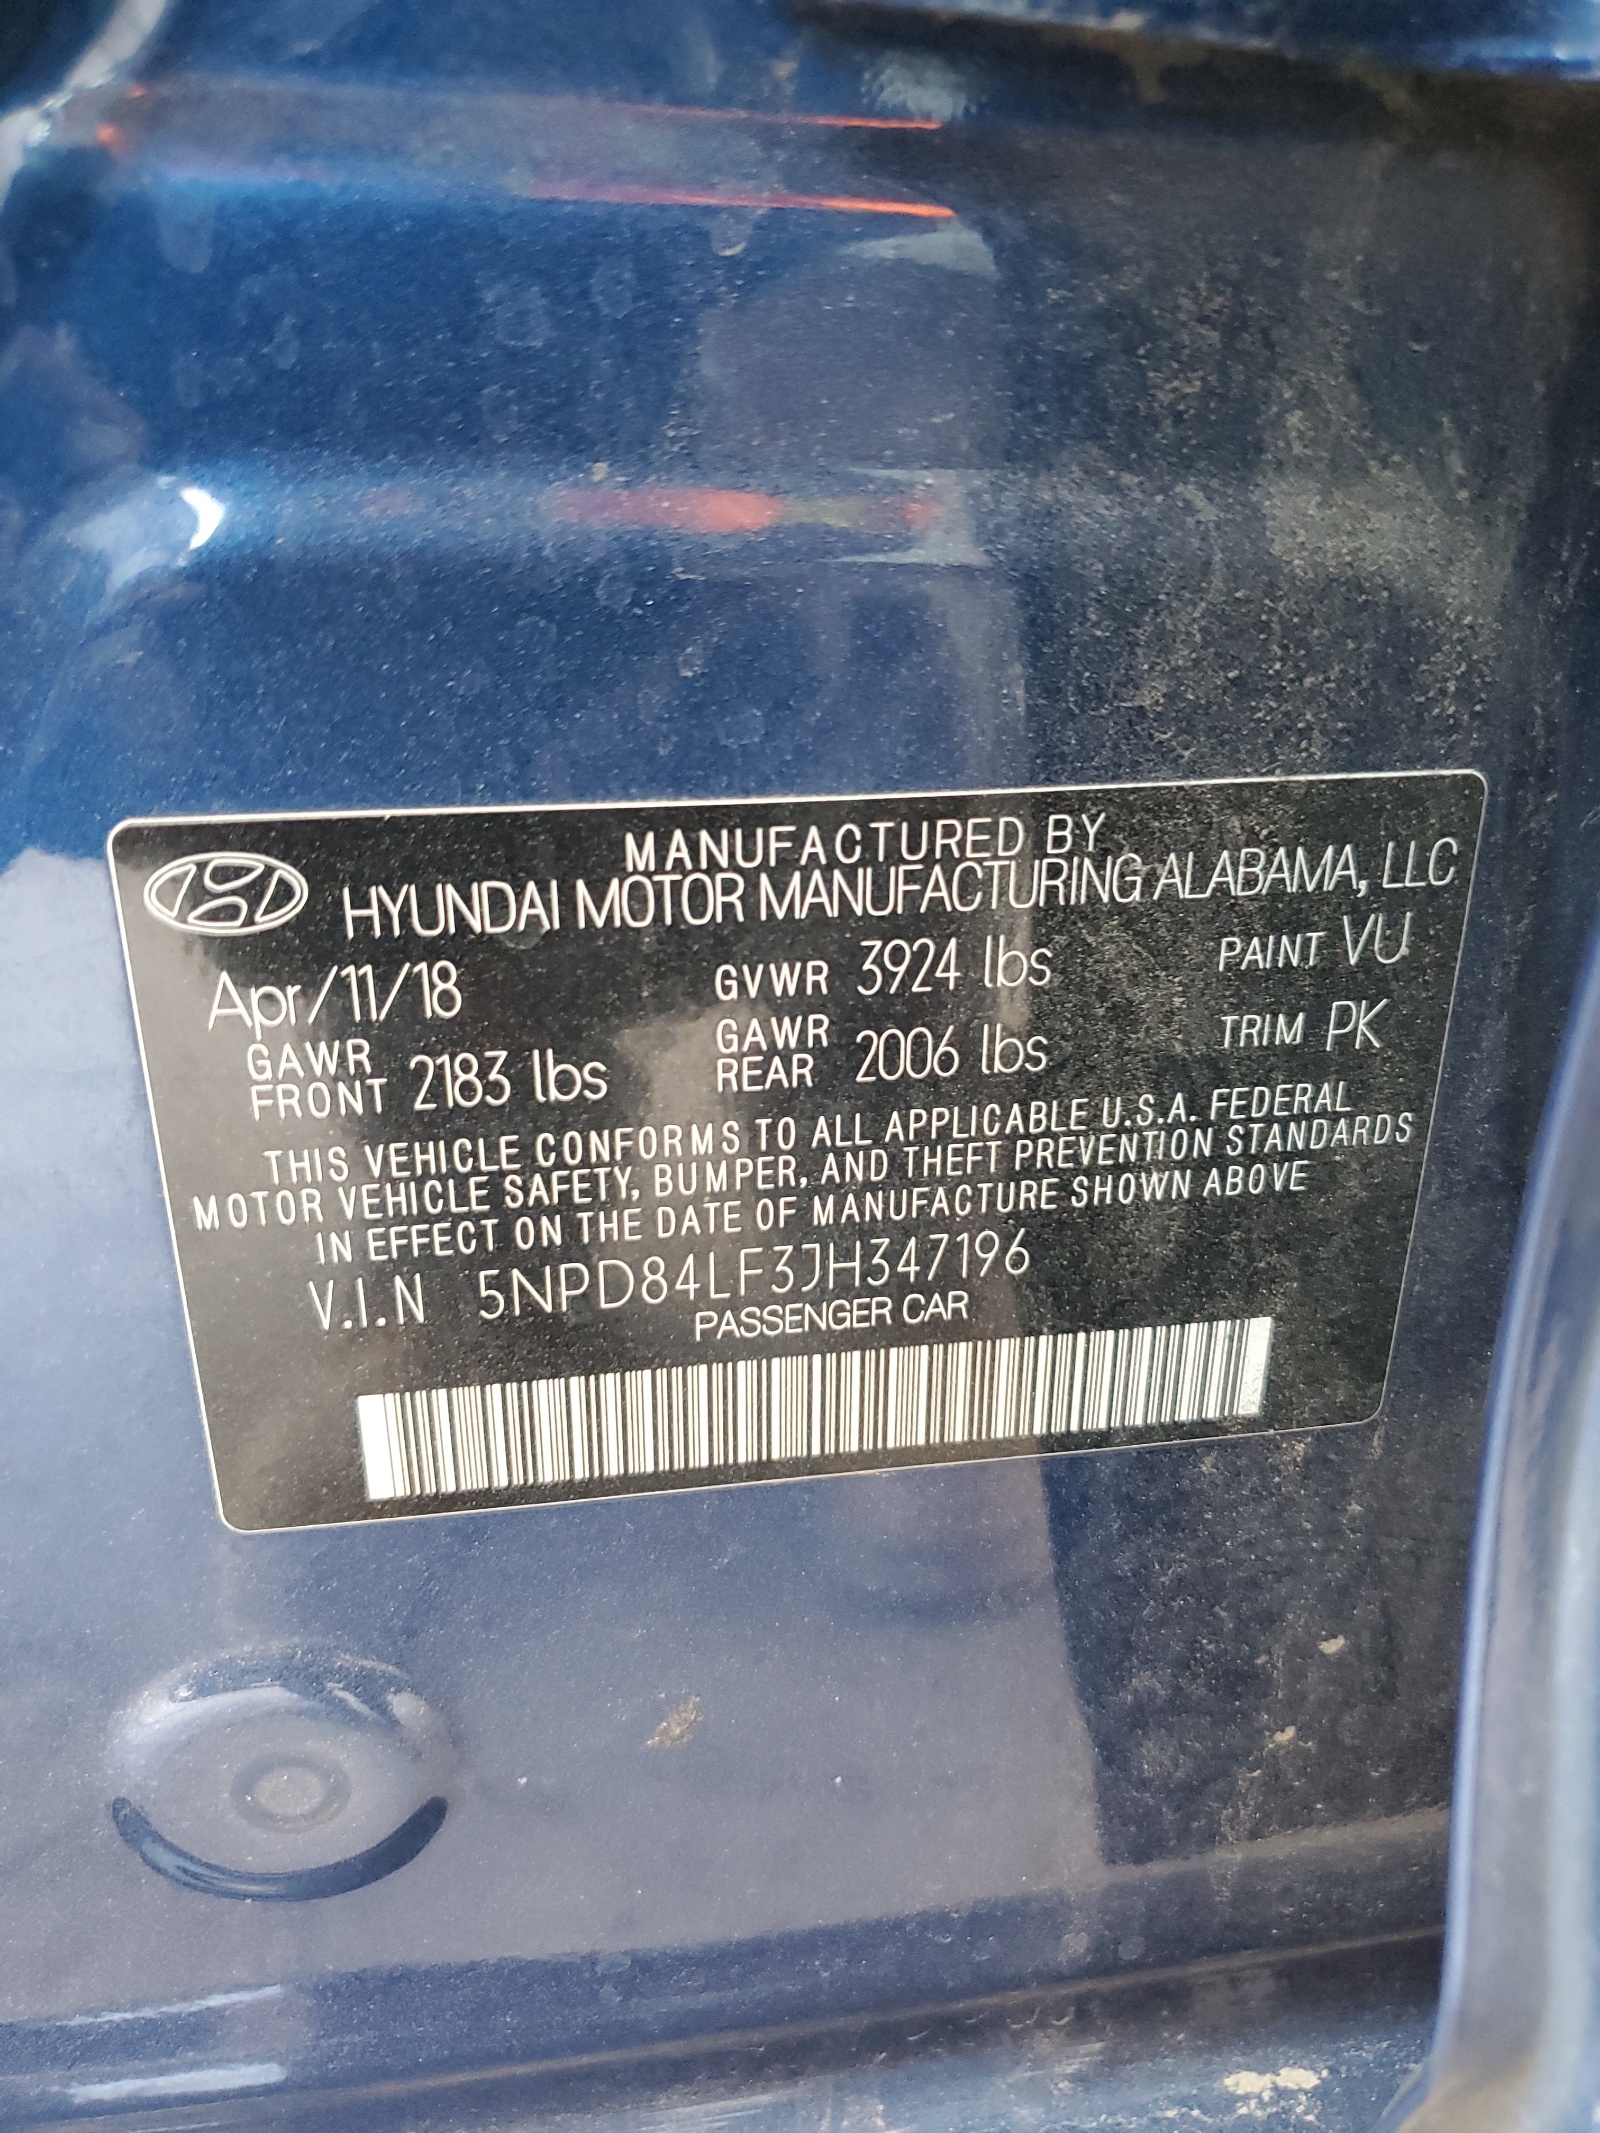 MANUFACTURED BY
HYUNDAI MOTOR MANUFACTURING ALABAMA, LLC
Apr/11/18 GVWR 3924 lbs PAINT VU
GAWR FRONT 2183 lbs GAWR REAR 2006 lbs TRIM PK
THIS VEHICLE CONFORMS TO ALL APPLICABLE U.S.A. FEDERAL
MOTOR VEHICLE SAFETY, BUMPER, AND THEFT PREVENTION STANDARDS
IN EFFECT ON THE DATE OF MANUFACTURE SHOWN ABOVE
V.I.N 5NPD84LF3JH347196
PASSENGER CAR